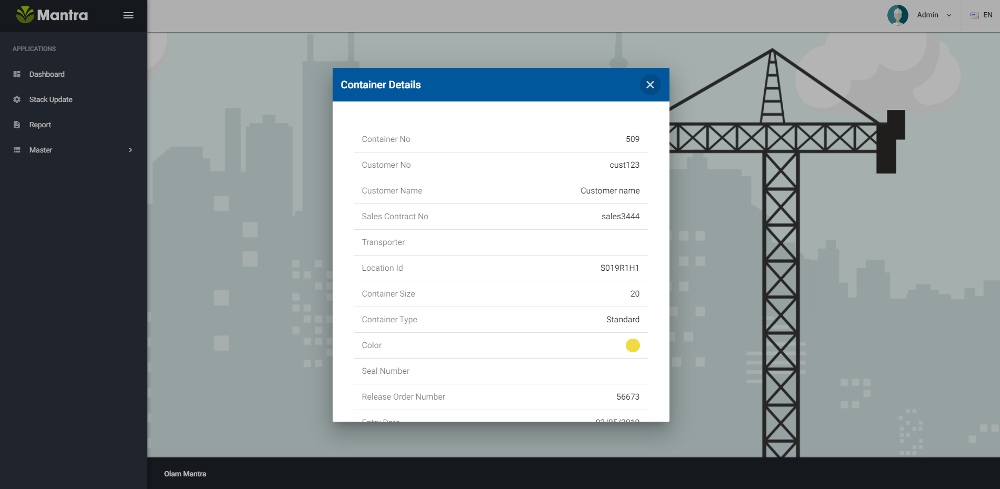 Mantra
Admin
EN
APPLICATIONS
Dashboard
Stack Update
Report
Master
Container Details
Container No 509
Customer No cust123
Customer Name Customer name
Sales Contract No sales3444
Transporter
Location Id S019R1H1
Container Size 20
Container Type Standard
Color
Seal Number
Release Order Number 56673
Entry Date
Olam Mantra